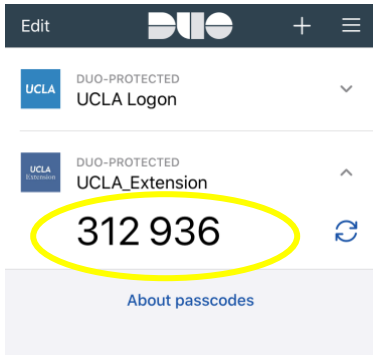 Edit DUO +
UCLA DUO-PROTECTED
UCLA Logon
UCLA Extension DUO-PROTECTED
UCLA_Extension
312 936
About passcodes